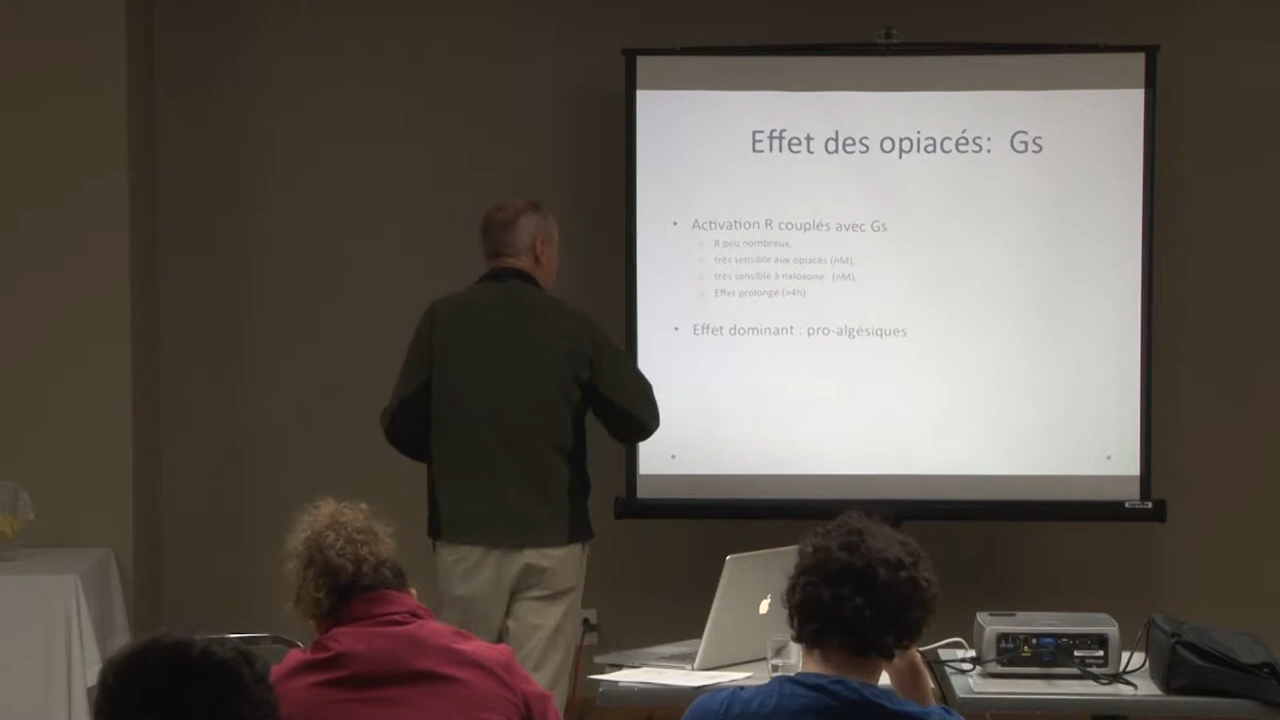 Effet des opiacés: Gs
• Activation R couplés avec Gs
○ R peu nombreux,
○ très sensible aux opiacés (nM),
○ très sensible à naloxone (nM),
○ Effet prolongé (>4h)
• Effet dominant : pro-algésiques